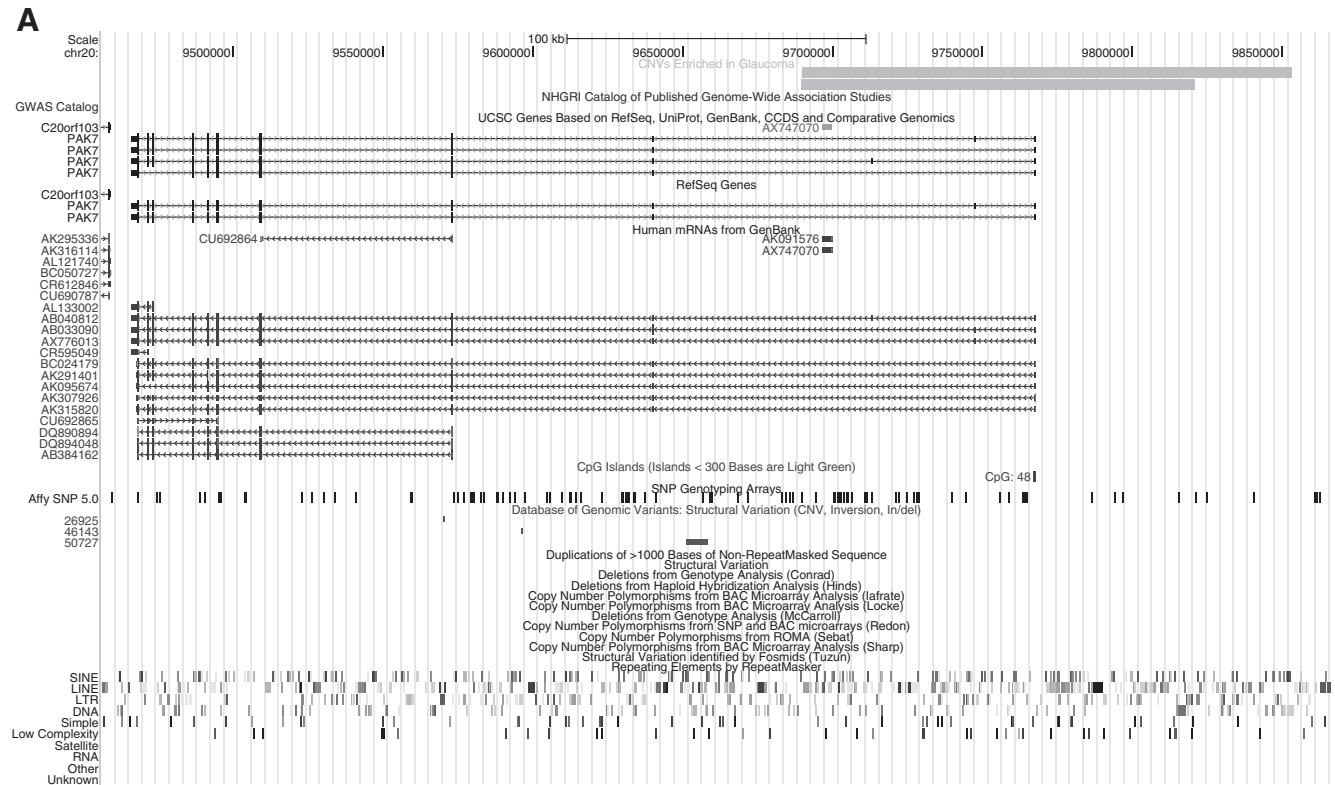 A
Scale 100 kb
chr20: 9500000 9550000 9600000 9650000 9700000 9750000 9800000 9850000
CNVs Enriched in Glaucoma
NHGRI Catalog of Published Genome-Wide Association Studies
GWAS Catalog
UCSC Genes Based on RefSeq, UniProt, GenBank, CCDS and Comparative Genomics
C20orf103 AX747070
PAK7
PAK7
PAK7
PAK7
RefSeq Genes
C20orf103
PAK7
PAK7
Human mRNAs from GenBank
AK295336 CU692864 AK091576
AK316114 AX747070
AL121740
BC050727
CR612846
CU690787
AL133002
AB040812
AB033090
AX776013
CR595049
BC024179
AK291401
AK095674
AK307926
AK315820
CU692865
DQ890894
DQ894048
AB384162
CpG Islands (Islands < 300 Bases are Light Green)
CpG: 48
SNP Genotyping Arrays
Affy SNP 5.0
Database of Genomic Variants: Structural Variation (CNV, Inversion, In/del)
26925
46143
50727
Duplications of >1000 Bases of Non-RepeatMasked Sequence
Structural Variation
Deletions from Genotype Analysis (Conrad)
Deletions from Haploid Hybridization Analysis (Hinds)
Copy Number Polymorphisms from BAC Microarray Analysis (Iafrate)
Copy Number Polymorphisms from BAC Microarray Analysis (Locke)
Deletions from Genotype Analysis (McCarroll)
Copy Number Polymorphisms from SNP and BAC microarrays (Redon)
Copy Number Polymorphisms from ROMA (Sebat)
Copy Number Polymorphisms from BAC Microarray Analysis (Sharp)
Structural Variation identified by Fosmids (Tuzun)
Repeating Elements by RepeatMasker
SINE
LINE
LTR
DNA
Simple
Low Complexity
Satellite
RNA
Other
Unknown